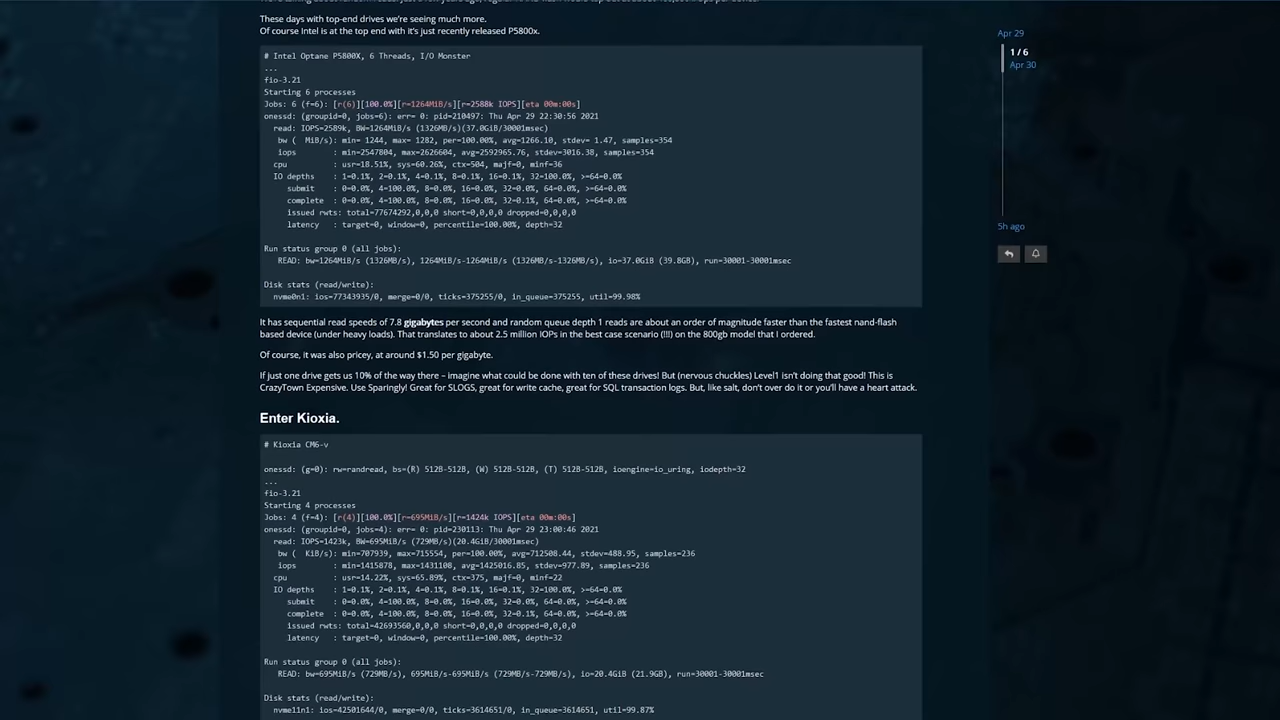 These days with top-end drives we're seeing much more.
Of course Intel is at the top end with it's just recently released P5800x.
# Intel Optane P5800X, 6 Threads, I/O Monster
...
fio-3.21
Starting 6 processes
Jobs: 6 (f=6): [r(6)][100.0%][r=1264MiB/s][r=2588k IOPS][eta 00m:00s]
onessd: (groupid=0, jobs=6): err= 0: pid=210497: Thu Apr 29 22:30:56 2021
read: IOPS=2589k, BW=1264MiB/s (1326MB/s)(37.0GiB/30001msec)
bw ( MiB/s): min= 1244, max= 1282, per=100.00%, avg=1266.10, stdev= 1.47, samples=354
iops : min=2547804, max=2626604, avg=2592965.76, stdev=3016.38, samples=354
cpu : usr=18.51%, sys=60.26%, ctx=504, majf=0, minf=36
IO depths : 1=0.1%, 2=0.1%, 4=0.1%, 8=0.1%, 16=0.1%, 32=100.0%, >=64=0.0%
submit : 0=0.0%, 4=100.0%, 8=0.0%, 16=0.0%, 32=0.0%, 64=0.0%, >=64=0.0%
complete : 0=0.0%, 4=100.0%, 8=0.0%, 16=0.0%, 32=0.1%, 64=0.0%, >=64=0.0%
issued rwts: total=77674292,0,0,0 short=0,0,0,0 dropped=0,0,0,0
latency : target=0, window=0, percentile=100.00%, depth=32
Run status group 0 (all jobs):
READ: bw=1264MiB/s (1326MB/s), 1264MiB/s-1264MiB/s (1326MB/s-1326MB/s), io=37.0GiB (39.8GB), run=30001-30001msec
Disk stats (read/write):
nvme0n1: ios=77343935/0, merge=0/0, ticks=375255/0, in_queue=375255, util=99.98%
It has sequential read speeds of 7.8 gigabytes per second and random queue depth 1 reads are about an order of magnitude faster than the fastest nand-flash
based device (under heavy loads). That translates to about 2.5 million IOPs in the best case scenario (!!!) on the 800gb model that I ordered.
Of course, it was also pricey, at around $1.50 per gigabyte.
If just one drive gets us 10% of the way there – imagine what could be done with ten of these drives! But (nervous chuckles) Level1 isn't doing that good! This is
CrazyTown Expensive. Use Sparingly! Great for SLOGS, great for write cache, great for SQL transaction logs. But, like salt, don't over do it or you'll have a heart attack.
Enter Kioxia.
# Kioxia CM6-v
onessd: (g=0): rw=randread, bs=(R) 512B-512B, (W) 512B-512B, (T) 512B-512B, ioengine=io_uring, iodepth=32
...
fio-3.21
Starting 4 processes
Jobs: 4 (f=4): [r(4)][100.0%][r=695MiB/s][r=1424k IOPS][eta 00m:00s]
onessd: (groupid=0, jobs=4): err= 0: pid=230113: Thu Apr 29 23:00:46 2021
read: IOPS=1423k, BW=695MiB/s (729MB/s)(20.4GiB/30001msec)
bw ( KiB/s): min=707939, max=715554, per=100.00%, avg=712508.44, stdev=488.95, samples=236
iops : min=1415878, max=1431108, avg=1425016.85, stdev=977.89, samples=236
cpu : usr=14.22%, sys=65.89%, ctx=375, majf=0, minf=22
IO depths : 1=0.1%, 2=0.1%, 4=0.1%, 8=0.1%, 16=0.1%, 32=100.0%, >=64=0.0%
submit : 0=0.0%, 4=100.0%, 8=0.0%, 16=0.0%, 32=0.0%, 64=0.0%, >=64=0.0%
complete : 0=0.0%, 4=100.0%, 8=0.0%, 16=0.0%, 32=0.1%, 64=0.0%, >=64=0.0%
issued rwts: total=42693560,0,0,0 short=0,0,0,0 dropped=0,0,0,0
latency : target=0, window=0, percentile=100.00%, depth=32
Run status group 0 (all jobs):
READ: bw=695MiB/s (729MB/s), 695MiB/s-695MiB/s (729MB/s-729MB/s), io=20.4GiB (21.9GB), run=30001-30001msec
Disk stats (read/write):
nvme11n1: ios=42501644/0, merge=0/0, ticks=3614651/0, in_queue=3614651, util=99.87%
Apr 29
1 / 6
Apr 30
5h ago